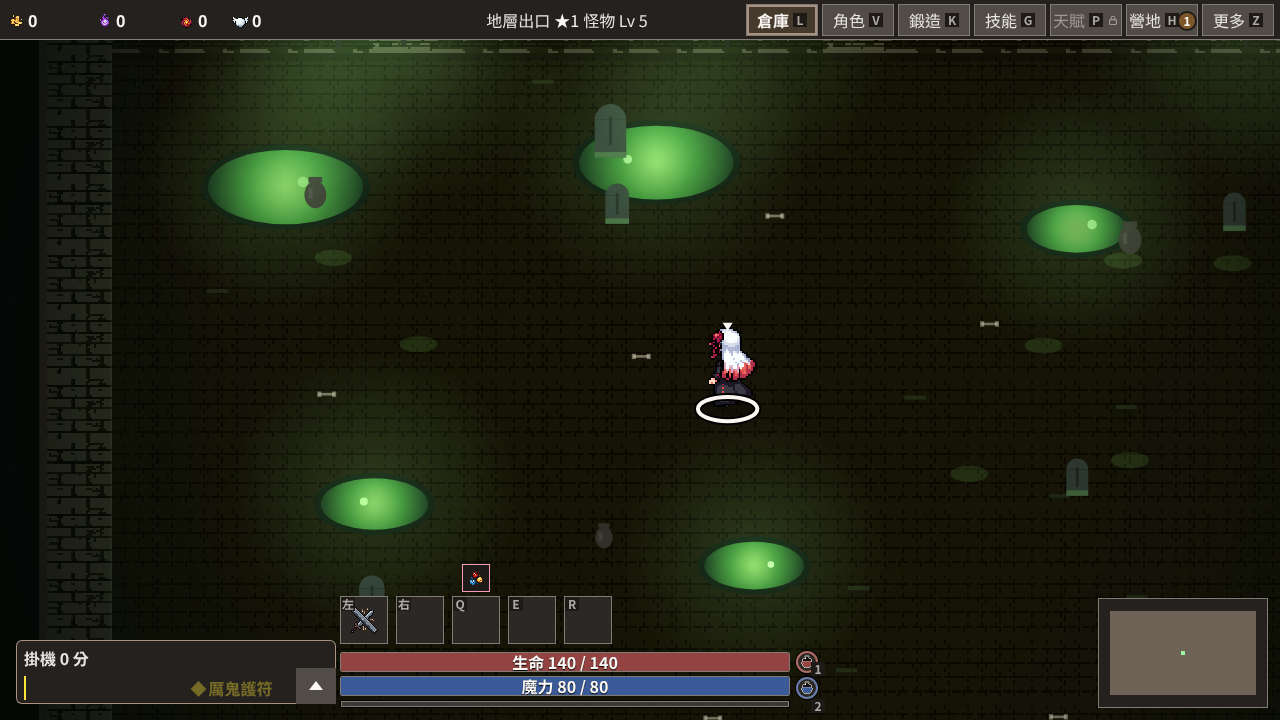 0 0 0 0 地層出口 ★1 怪物 Lv 5 倉庫 L 角色 V 鍛造 K 技能 G 天賦 P 營地 H 1 更多 Z
左 右 Q E R
掛機 0 分
◆厲鬼護符
生命 140 / 140 1
魔力 80 / 80 2